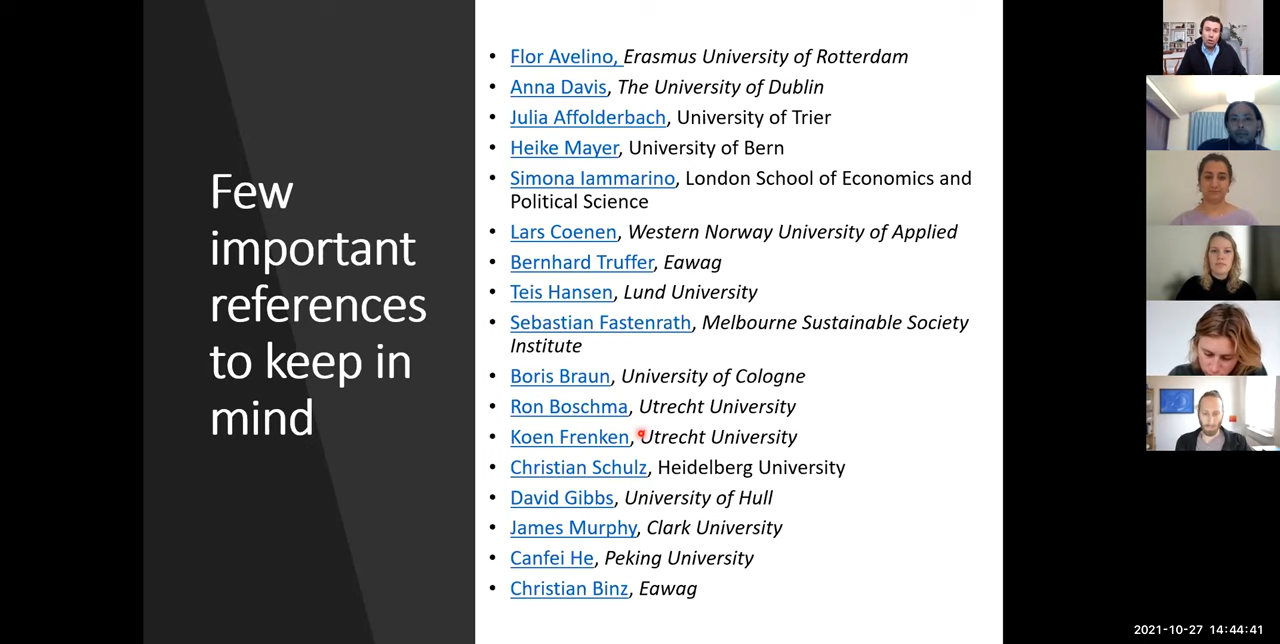 Few
important
references
to keep in
mind
• Flor Avelino, Erasmus University of Rotterdam
• Anna Davis, The University of Dublin
• Julia Affolderbach, University of Trier
• Heike Mayer, University of Bern
• Simona Iammarino, London School of Economics and
Political Science
• Lars Coenen, Western Norway University of Applied
• Bernhard Truffer, Eawag
• Teis Hansen, Lund University
• Sebastian Fastenrath, Melbourne Sustainable Society
Institute
• Boris Braun, University of Cologne
• Ron Boschma, Utrecht University
• Koen Frenken, Utrecht University
• Christian Schulz, Heidelberg University
• David Gibbs, University of Hull
• James Murphy, Clark University
• Canfei He, Peking University
• Christian Binz, Eawag
2021-10-27 14:44:41